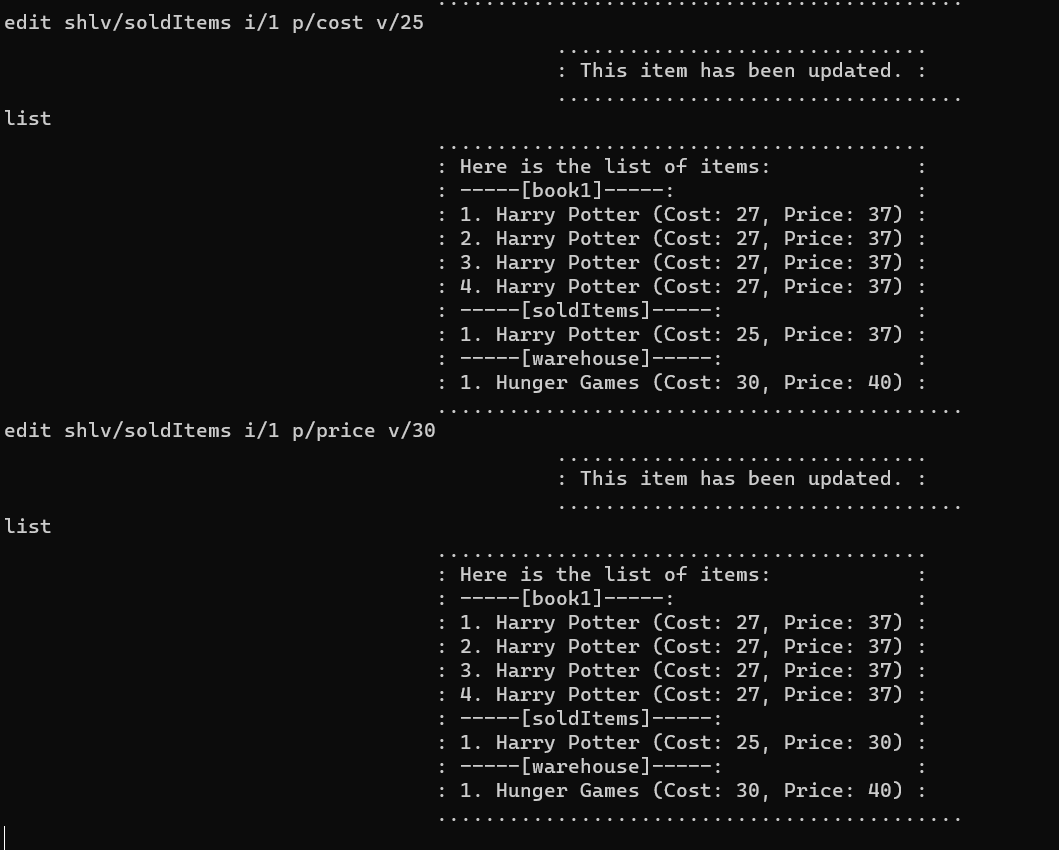 .............................................
edit shlv/soldItems i/1 p/cost v/25
...............................
: This item has been updated. :
..................................
list
.........................................
: Here is the list of items:            :
: -----[book1]-----:                    :
: 1. Harry Potter (Cost: 27, Price: 37) :
: 2. Harry Potter (Cost: 27, Price: 37) :
: 3. Harry Potter (Cost: 27, Price: 37) :
: 4. Harry Potter (Cost: 27, Price: 37) :
: -----[soldItems]-----:                :
: 1. Harry Potter (Cost: 25, Price: 37) :
: -----[warehouse]-----:                :
: 1. Hunger Games (Cost: 30, Price: 40) :
............................................
edit shlv/soldItems i/1 p/price v/30
...............................
: This item has been updated. :
..................................
list
.........................................
: Here is the list of items:            :
: -----[book1]-----:                    :
: 1. Harry Potter (Cost: 27, Price: 37) :
: 2. Harry Potter (Cost: 27, Price: 37) :
: 3. Harry Potter (Cost: 27, Price: 37) :
: 4. Harry Potter (Cost: 27, Price: 37) :
: -----[soldItems]-----:                :
: 1. Harry Potter (Cost: 25, Price: 30) :
: -----[warehouse]-----:                :
: 1. Hunger Games (Cost: 30, Price: 40) :
............................................